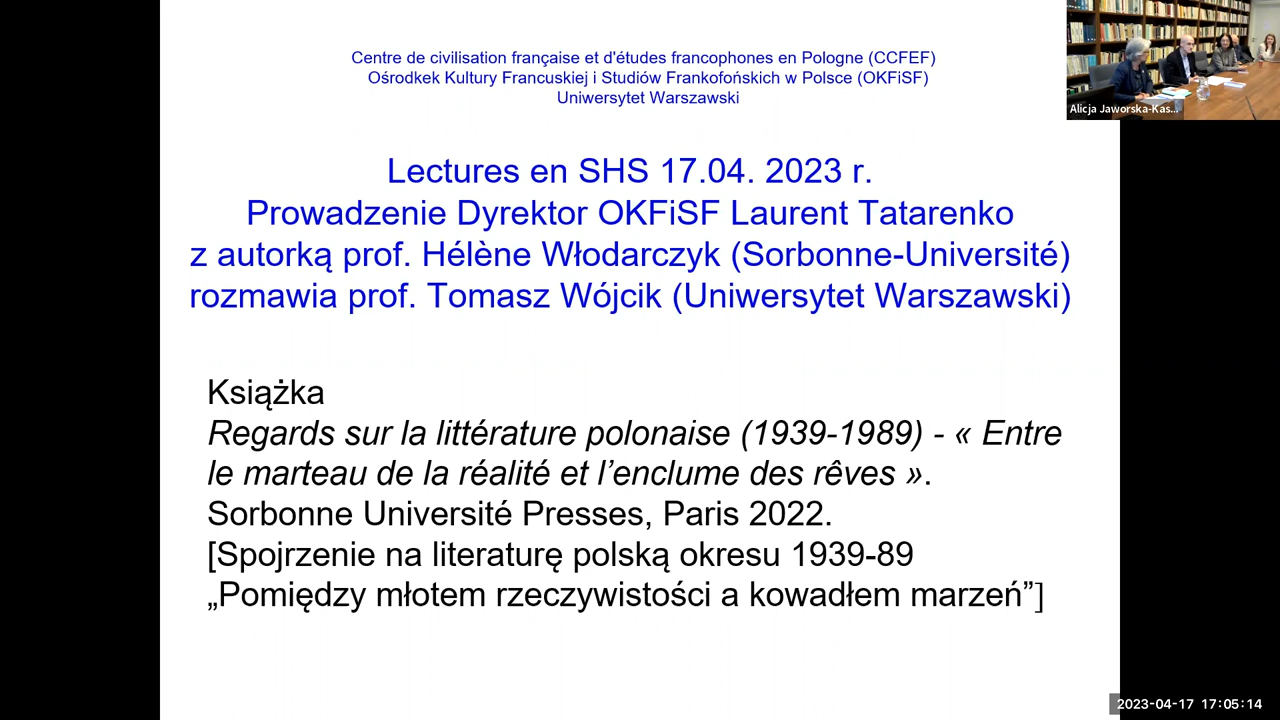 Centre de civilisation française et d'études francophones en Pologne (CCFEF)
Ośrodkek Kultury Francuskiej i Studiów Frankofońskich w Polsce (OKFiSF)
Uniwersytet Warszawski
Alicja Jaworska-Kas...
Lectures en SHS 17.04. 2023 r.
Prowadzenie Dyrektor OKFiSF Laurent Tatarenko
z autorką prof. Hélène Włodarczyk (Sorbonne-Université)
rozmawia prof. Tomasz Wójcik (Uniwersytet Warszawski)
Książka
Regards sur la littérature polonaise (1939-1989) - « Entre
le marteau de la réalité et l’enclume des rêves ».
Sorbonne Université Presses, Paris 2022.
[Spojrzenie na literaturę polską okresu 1939-89
„Pomiędzy młotem rzeczywistości a kowadłem marzeń”]
2023-04-17 17:05:14